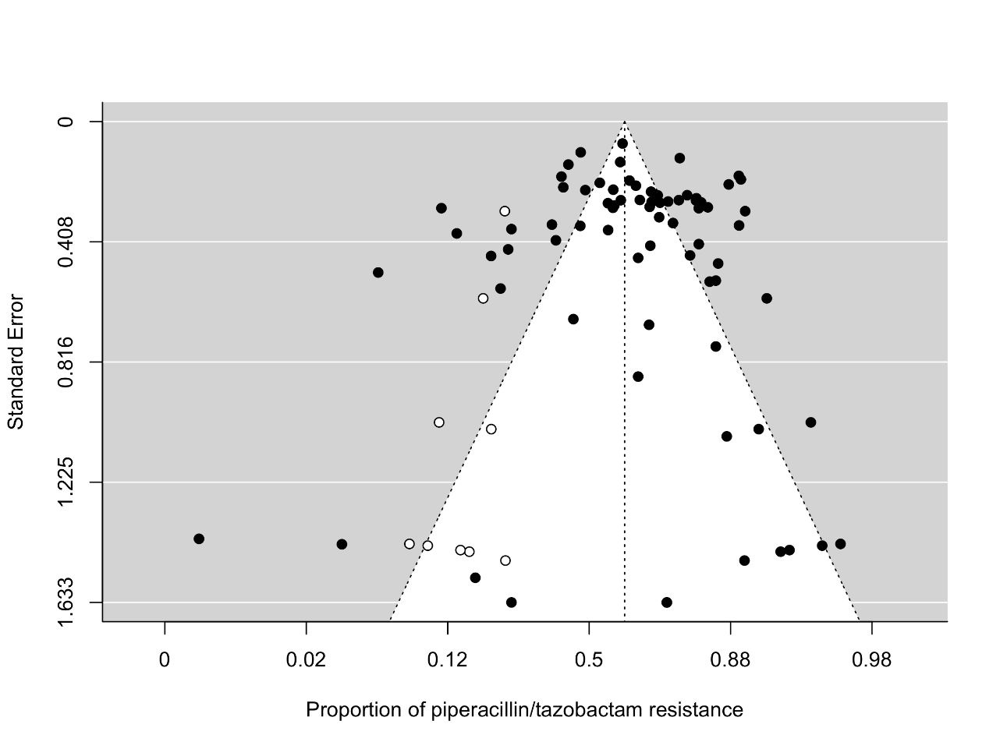 0
0.408
0.816
1.225
1.633
Standard Error
0 0.02 0.12 0.5 0.88 0.98
Proportion of piperacillin/tazobactam resistance